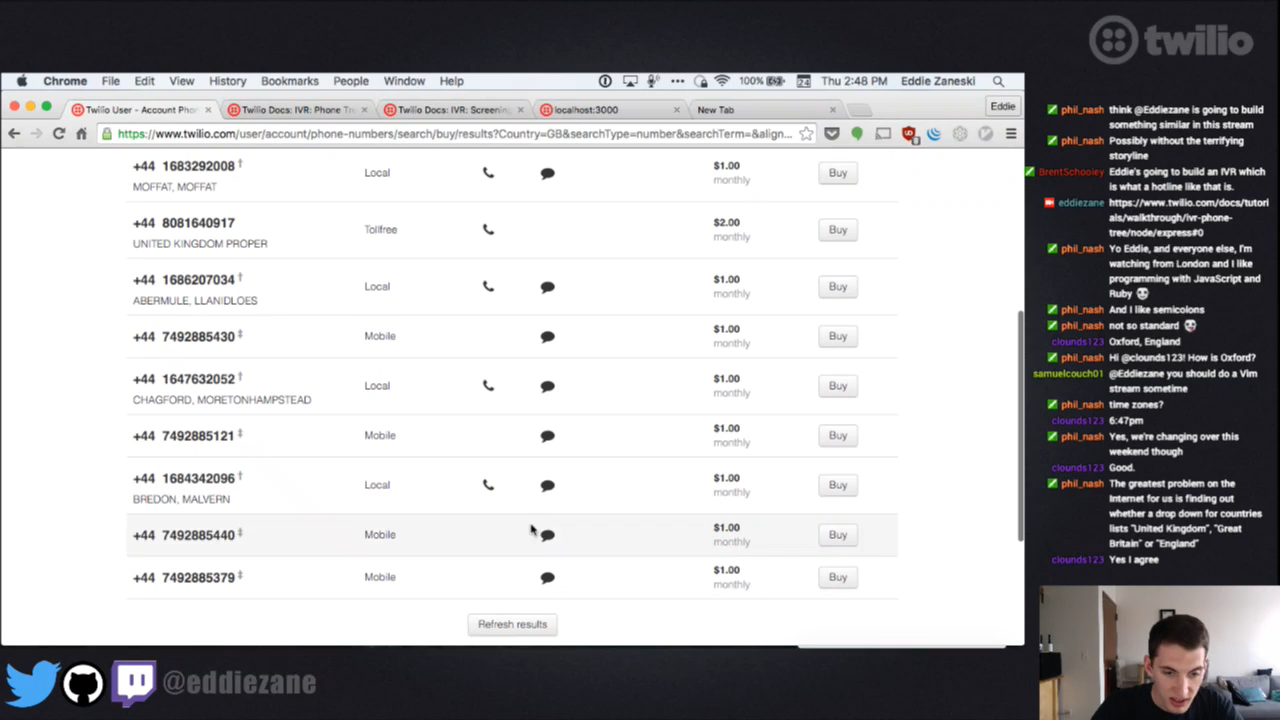 twilio
Chrome File Edit View History Bookmarks People Window Help 100% 24 Thu 2:48 PM Eddie Zaneski
Twilio User - Account Pho Twilio Docs: IVR: Phone Tr Twilio Docs: IVR: Screening localhost:3000 New Tab Eddie
https://www.twilio.com/user/account/phone-numbers/search/buy/results?Country=GB&searchType=number&searchTerm=&align...
+44 1683292008 † Local $1.00 Buy
MOFFAT, MOFFAT monthly
+44 8081640917 Tollfree $2.00 Buy
UNITED KINGDOM PROPER monthly
+44 1686207034 † Local $1.00 Buy
ABERMULE, LLANIDLOES monthly
+44 7492885430 ‡ Mobile $1.00 Buy
monthly
+44 1647632052 † Local $1.00 Buy
CHAGFORD, MORETONHAMPSTEAD monthly
+44 7492885121 ‡ Mobile $1.00 Buy
monthly
+44 1684342096 † Local $1.00 Buy
BREDON, MALVERN monthly
+44 7492885440 ‡ Mobile $1.00 Buy
monthly
+44 7492885379 ‡ Mobile $1.00 Buy
monthly
Refresh results
phil_nash think @Eddiezane is going to build
something similar in this stream
phil_nash Possibly without the terrifying
storyline
BrentSchooley Eddie's going to build an IVR which
is what a hotline like that is.
eddiezane https://www.twilio.com/docs/tutori
als/walkthrough/ivr-phone-
tree/node/express#0
phil_nash Yo Eddie, and everyone else, I'm
watching from London and I like
programming with JavaScript and
Ruby
phil_nash And I like semicolons
phil_nash not so standard
clounds123 Oxford, England
phil_nash Hi @clounds123! How is Oxford?
samuelcouch01 @Eddiezane you should do a Vim
stream sometime
phil_nash time zones?
clounds123 6:47pm
phil_nash Yes, we're changing over this
weekend though
clounds123 Good.
phil_nash The greatest problem on the
Internet for us is finding out
whether a drop down for countries
lists "United Kingdom", "Great
Britain" or "England"
clounds123 Yes I agree
@eddiezane